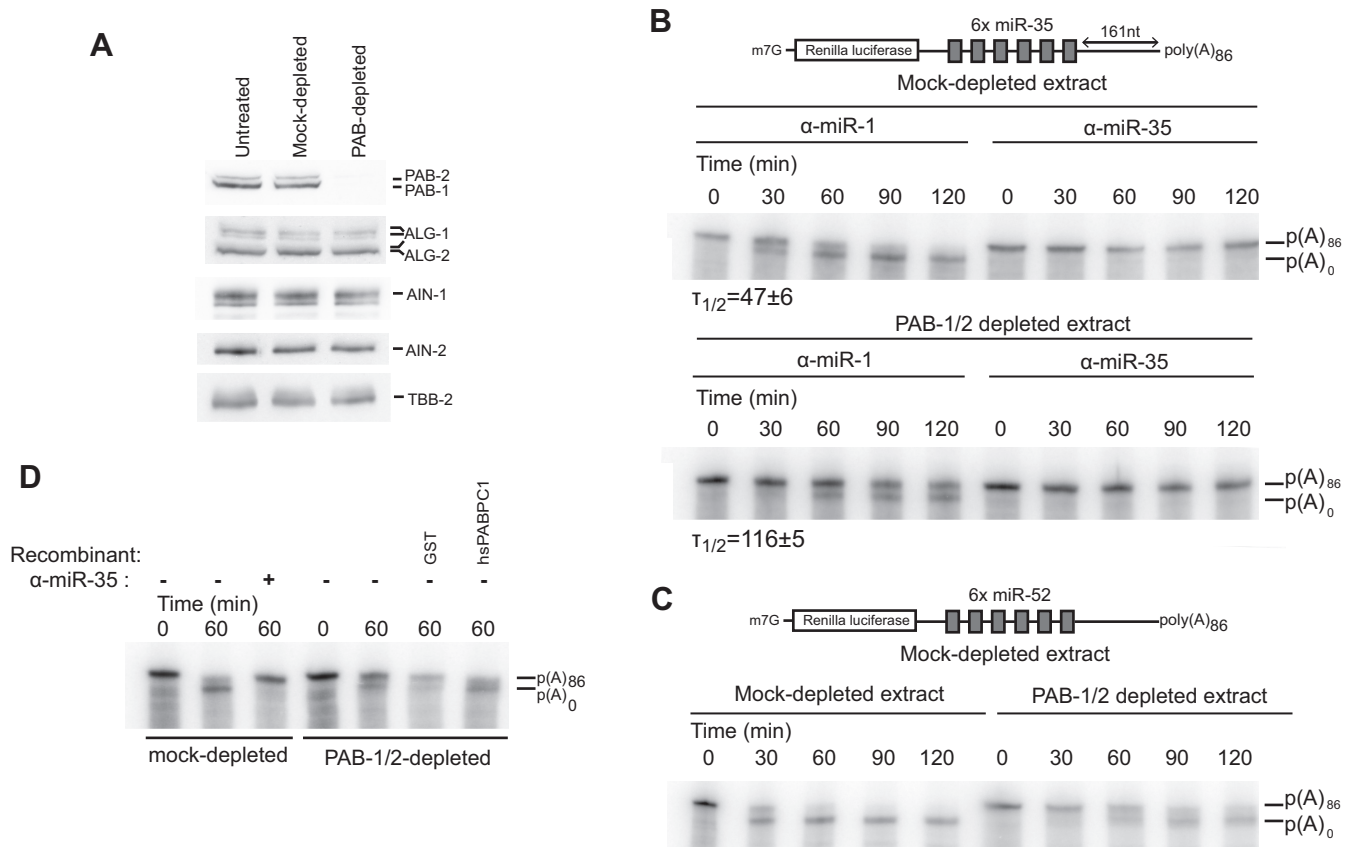 A
Untreated
Mock-depleted
PAB-depleted
PAB-2
PAB-1
ALG-1
ALG-2
AIN-1
AIN-2
TBB-2
B
6x miR-35
161nt
m7G Renilla luciferase poly(A)86
Mock-depleted extract
α-miR-1 α-miR-35
Time (min)
0 30 60 90 120 0 30 60 90 120
p(A)86
p(A)0
τ1/2=47±6
PAB-1/2 depleted extract
α-miR-1 α-miR-35
Time (min)
0 30 60 90 120 0 30 60 90 120
p(A)86
p(A)0
τ1/2=116±5
C
6x miR-52
m7G Renilla luciferase poly(A)86
Mock-depleted extract
Mock-depleted extract PAB-1/2 depleted extract
Time (min)
0 30 60 90 120 0 30 60 90 120
p(A)86
p(A)0
D
GST
hsPABPC1
Recombinant:
α-miR-35 : - - + - - - -
Time (min)
0 60 60 0 60 60 60
p(A)86
p(A)0
mock-depleted PAB-1/2-depleted